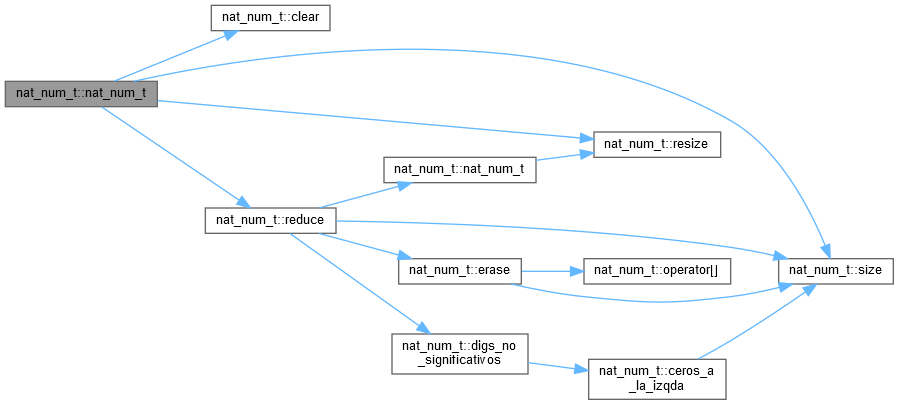 nat_num_t::clear
nat_num_t::nat_num_t
nat_num_t::resize
nat_num_t::nat_num_t
nat_num_t::reduce
nat_num_t::erase
nat_num_t::operator[]
nat_num_t::size
nat_num_t::digs_no
_significativos
nat_num_t::ceros_a
_la_izqda